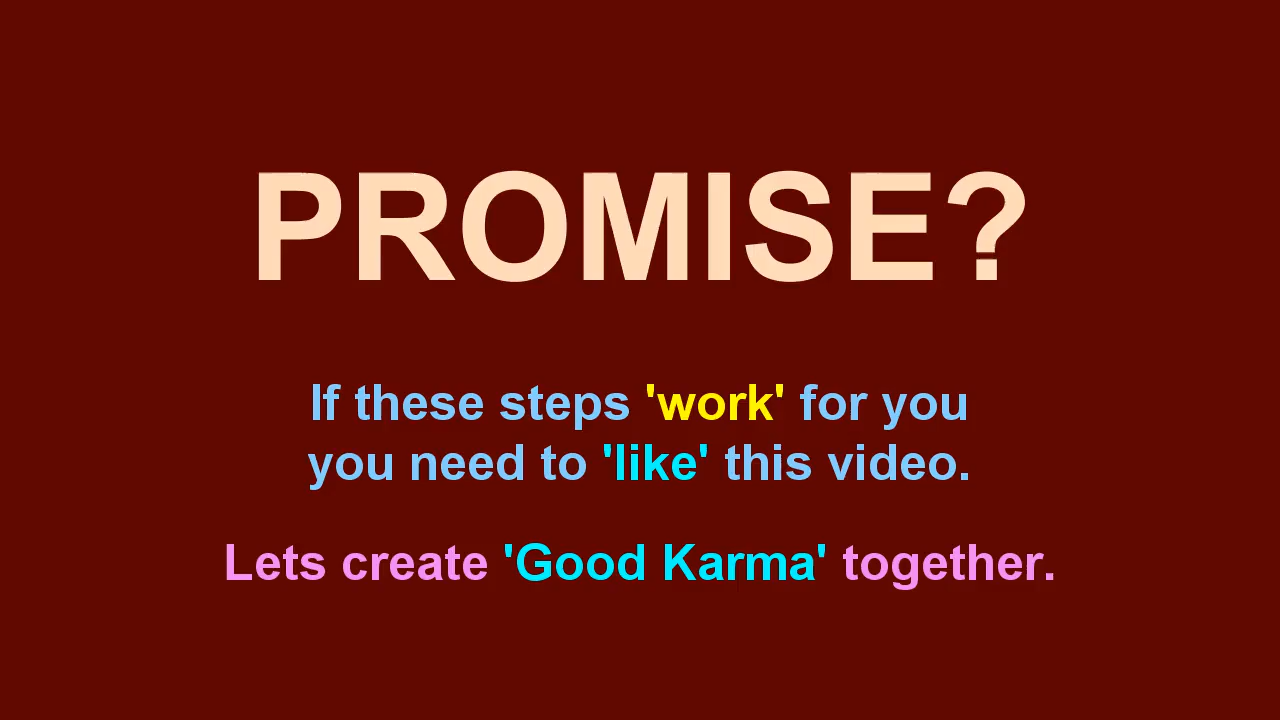 PROMISE?
If these steps 'work' for you
you need to 'like' this video.
Lets create 'Good Karma' together.